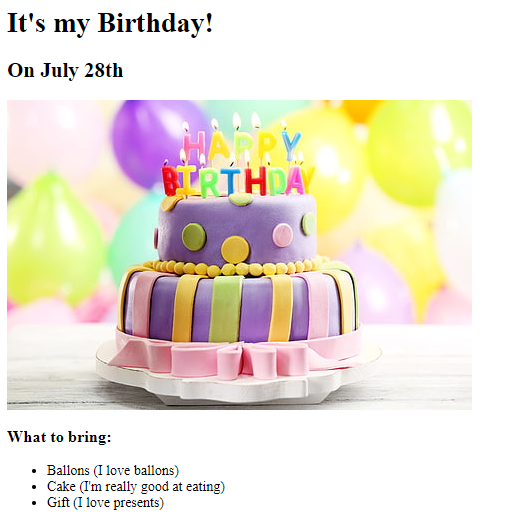 It's my Birthday!
On July 28th
HAPPY
BIRTHDAY
What to bring:
Ballons (I love ballons)
Cake (I'm really good at eating)
Gift (I love presents)